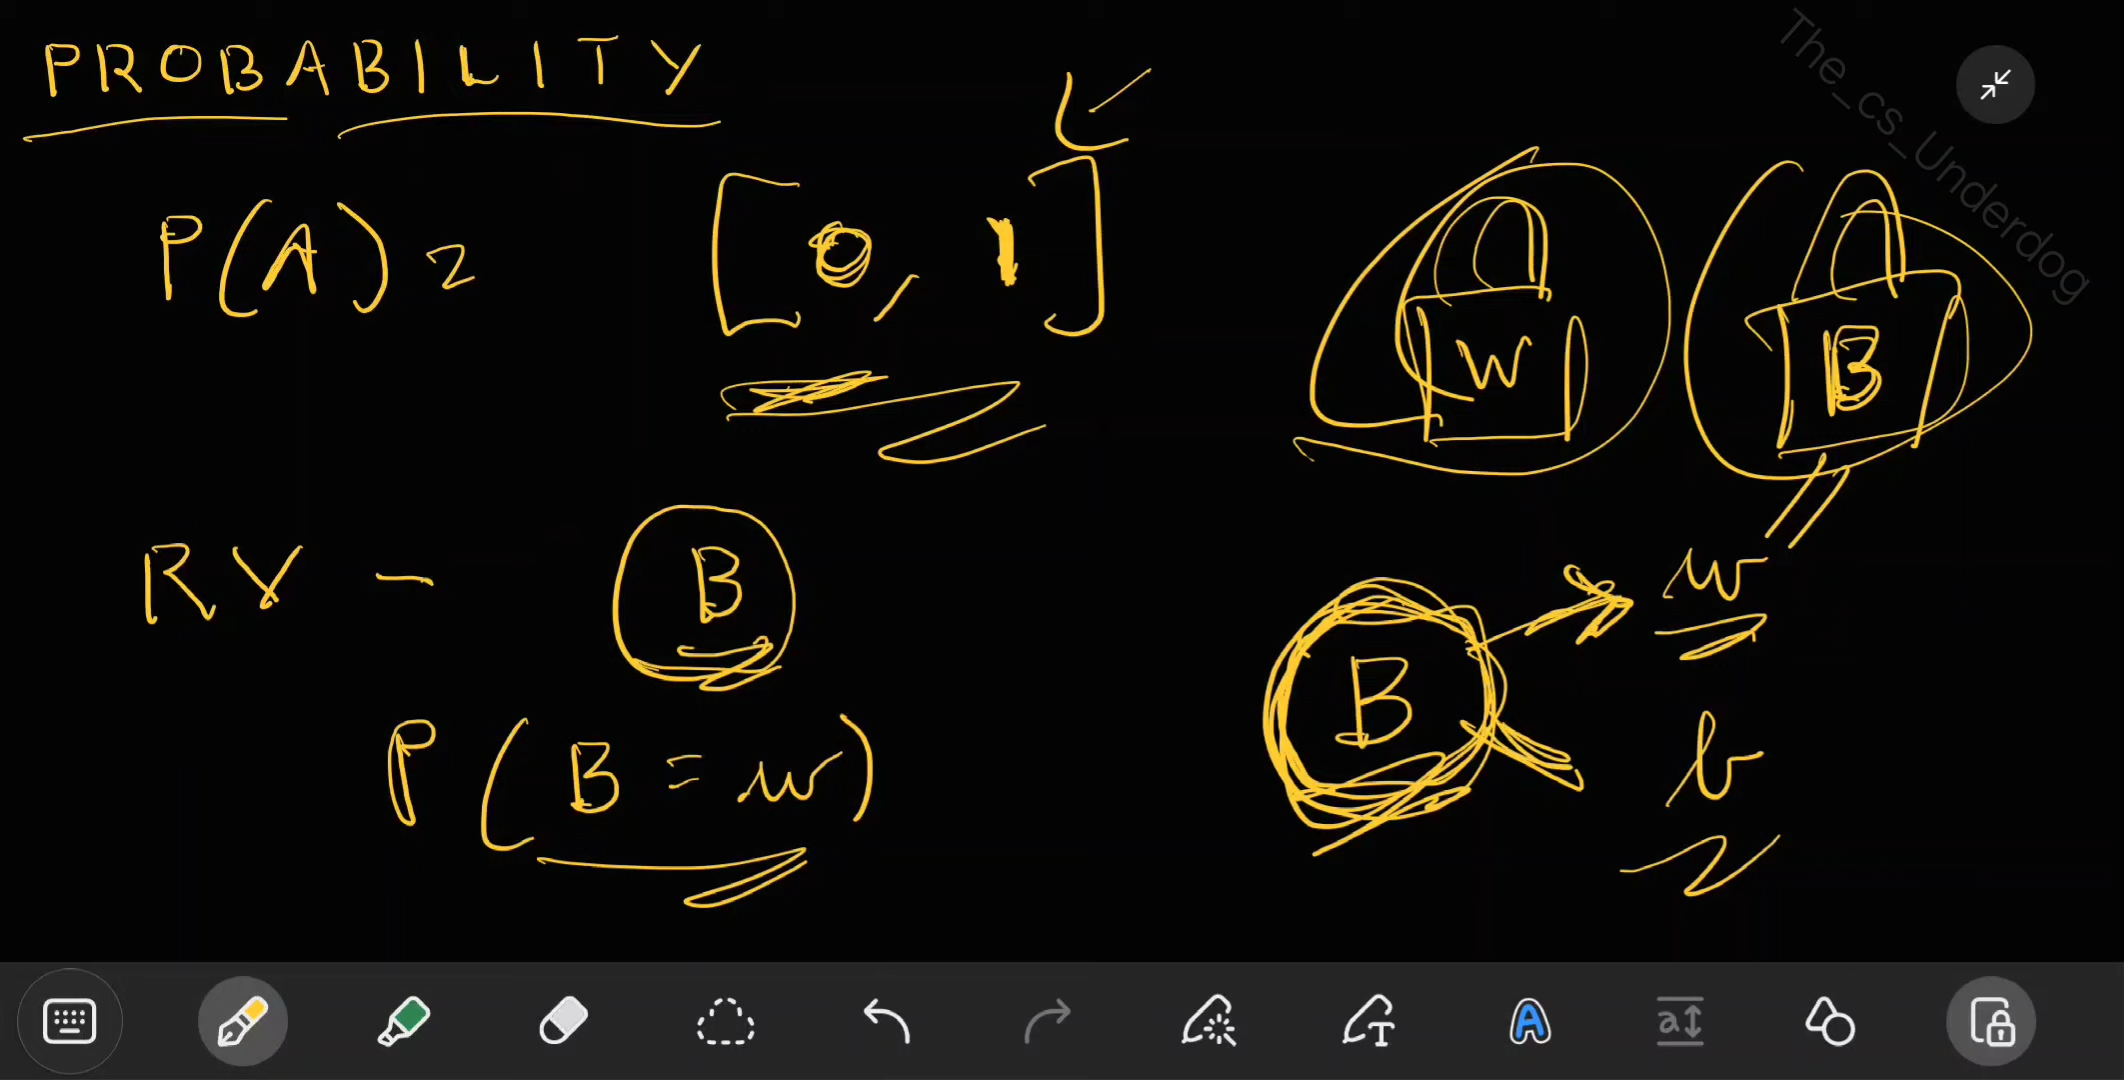 PROBABILITY
P(A) = [0, 1]
W B
RV - B
w
B
P(B = w)
b
The_cs_Underdog